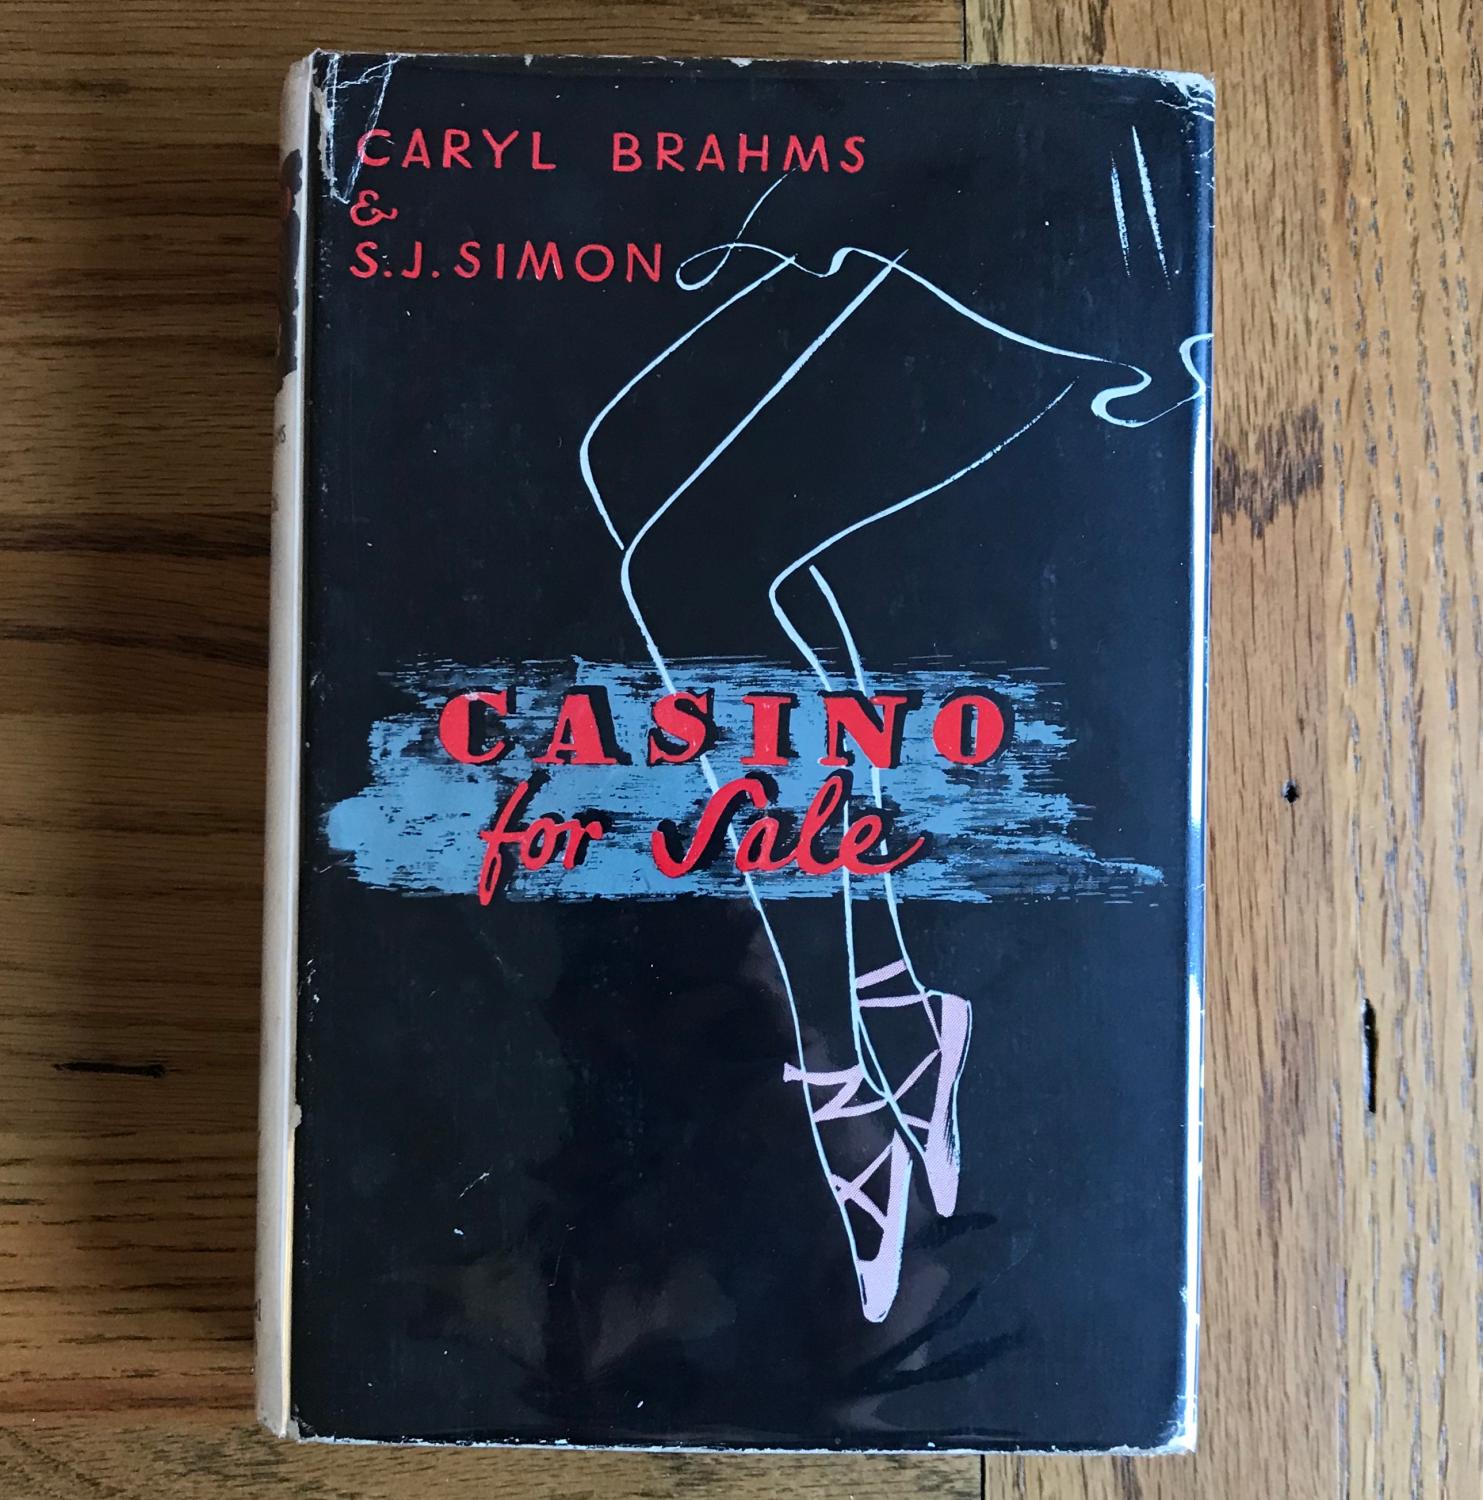 CARYL BRAHMS
&
S.J. SIMON
CASINO
for Sale